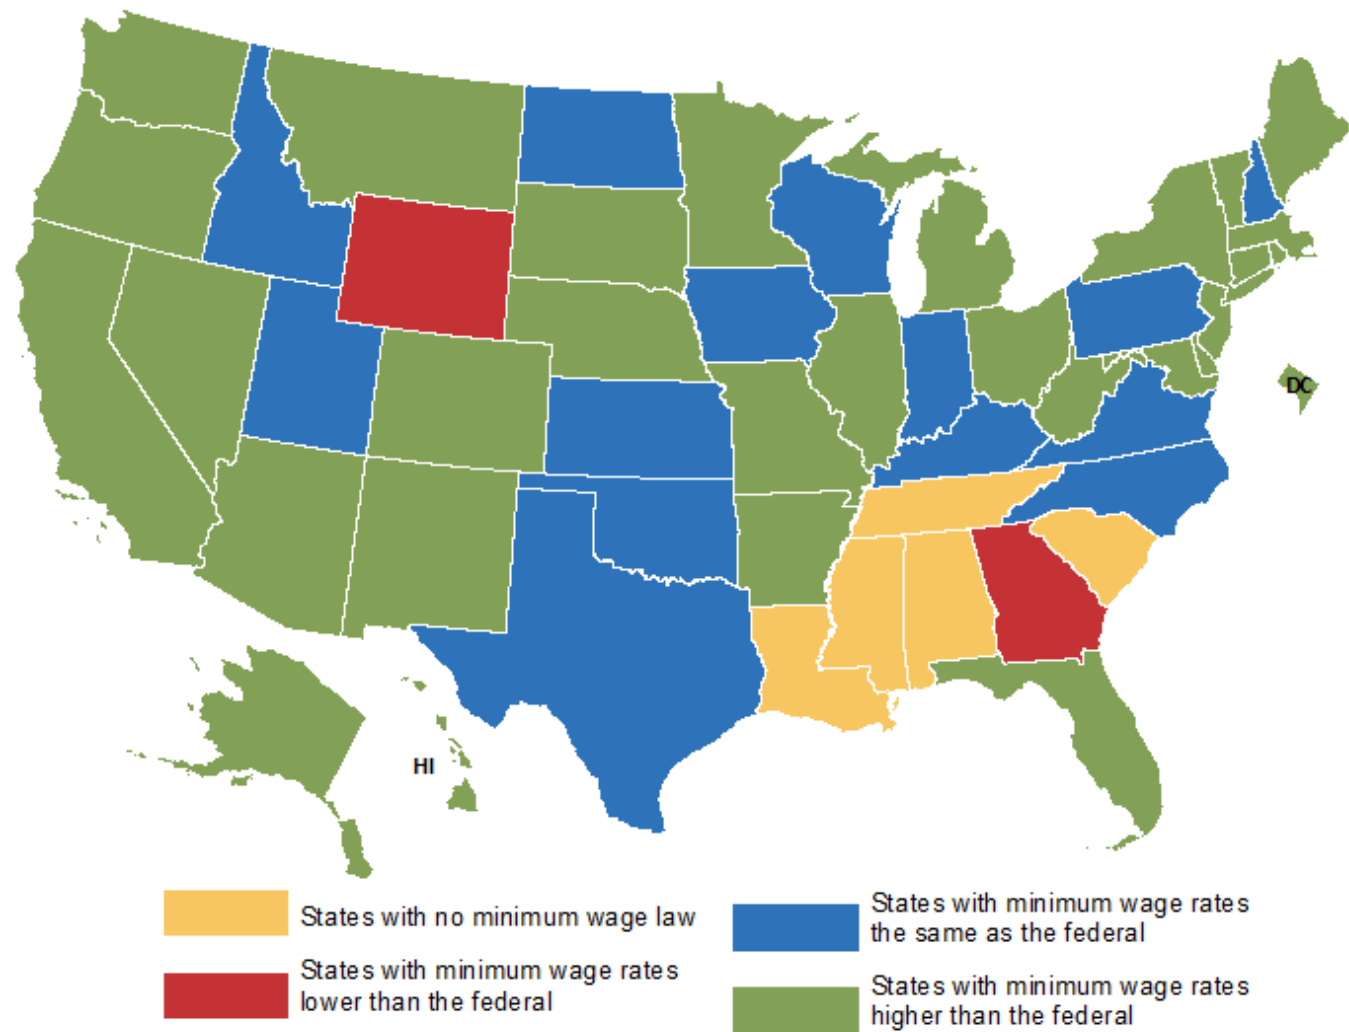 DC
HI
States with no minimum wage law
States with minimum wage rates
lower than the federal
States with minimum wage rates
the same as the federal
States with minimum wage rates
higher than the federal